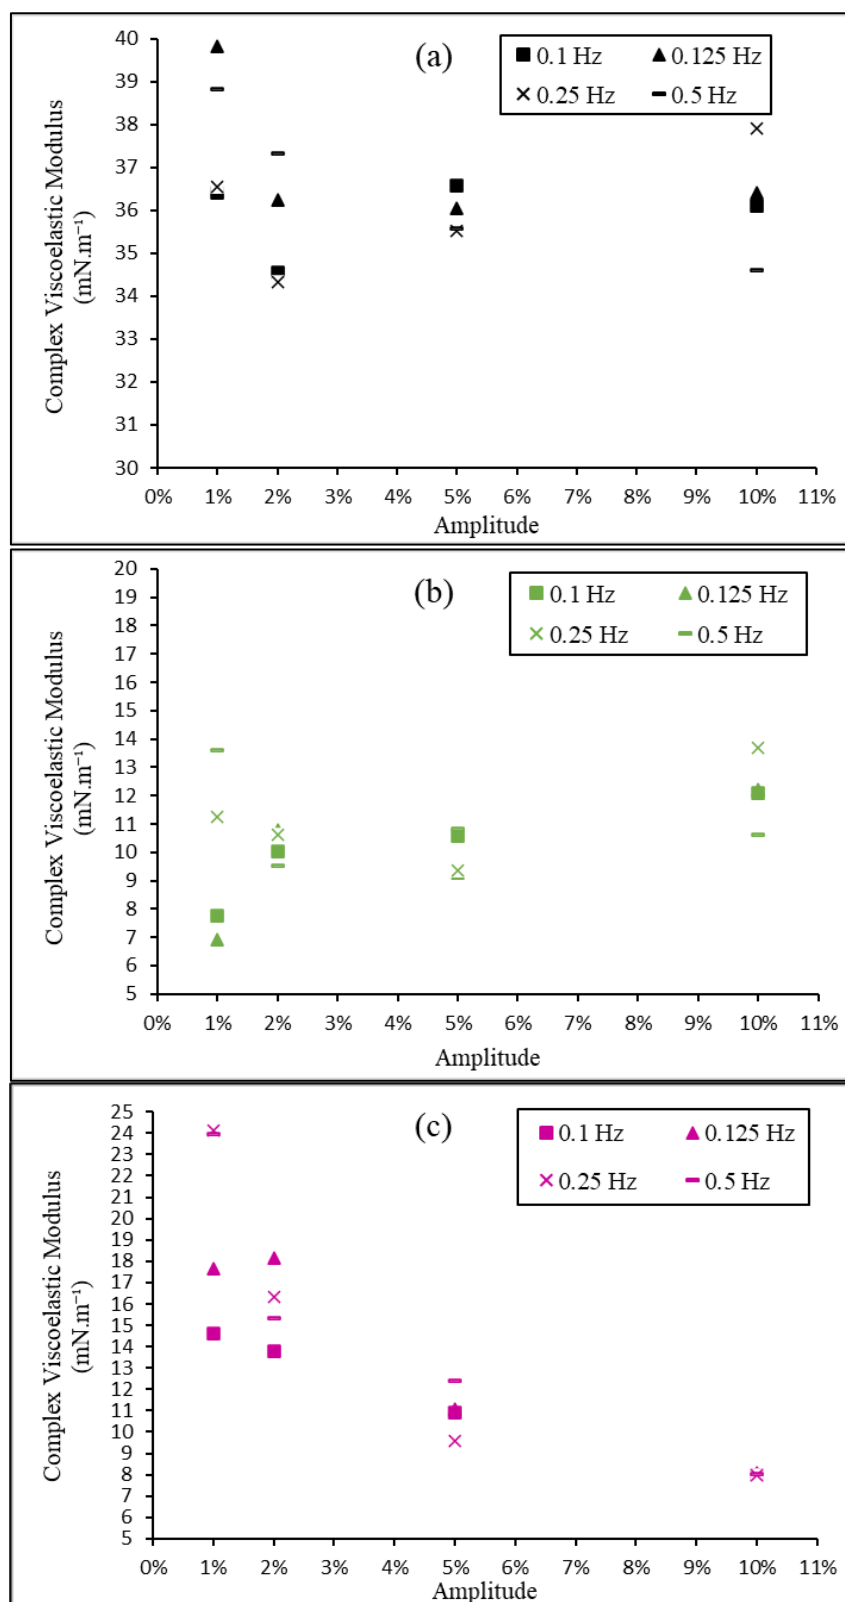 (a)
■ 0.1 Hz ▲ 0.125 Hz
× 0.25 Hz - 0.5 Hz
Complex Viscoelastic Modulus
(mN.m⁻¹)
40
39
38
37
36
35
34
33
32
31
30
0% 1% 2% 3% 4% 5% 6% 7% 8% 9% 10% 11%
Amplitude
(b)
■ 0.1 Hz ▲ 0.125 Hz
× 0.25 Hz - 0.5 Hz
Complex Viscoelastic Modulus
(mN.m⁻¹)
20
19
18
17
16
15
14
13
12
11
10
9
8
7
6
5
0% 1% 2% 3% 4% 5% 6% 7% 8% 9% 10% 11%
Amplitude
(c)
■ 0.1 Hz ▲ 0.125 Hz
× 0.25 Hz - 0.5 Hz
Complex Viscoelastic Modulus
(mN.m⁻¹)
25
24
23
22
21
20
19
18
17
16
15
14
13
12
11
10
9
8
7
6
5
0% 1% 2% 3% 4% 5% 6% 7% 8% 9% 10% 11%
Amplitude